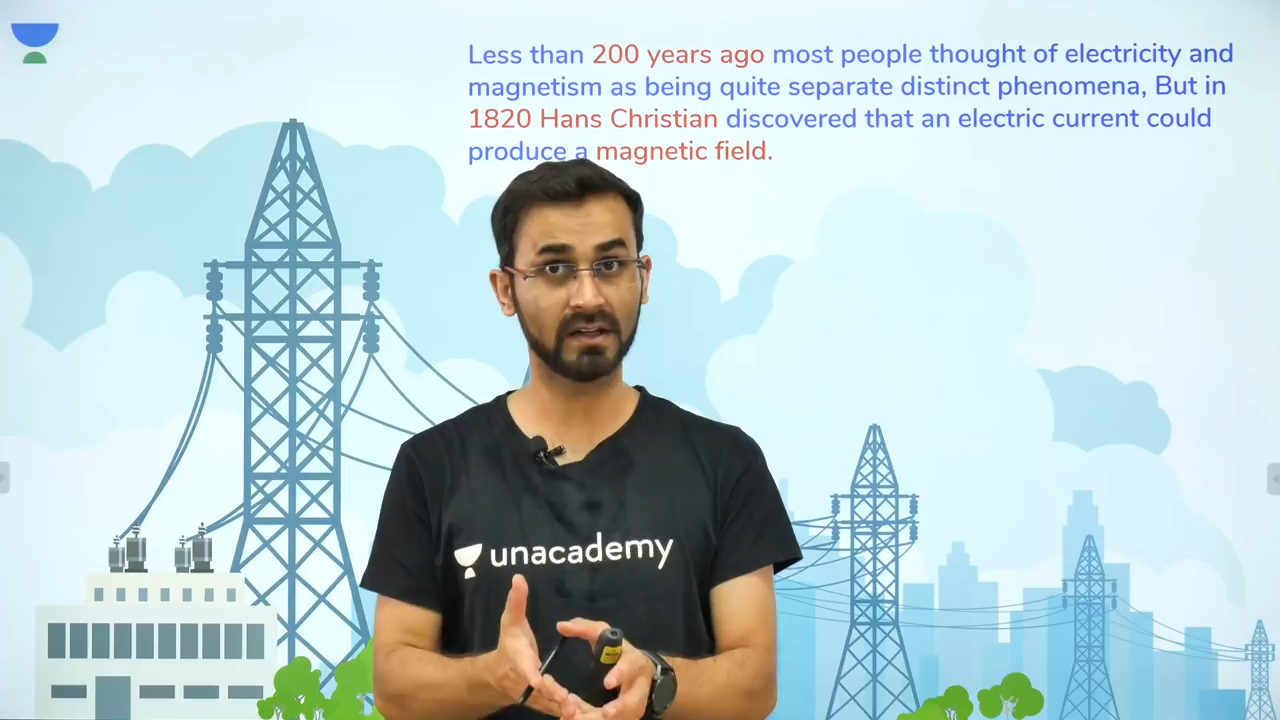 Less than 200 years ago most people thought of electricity and
magnetism as being quite separate distinct phenomena, But in
1820 Hans Christian discovered that an electric current could
produce a magnetic field.
unacademy